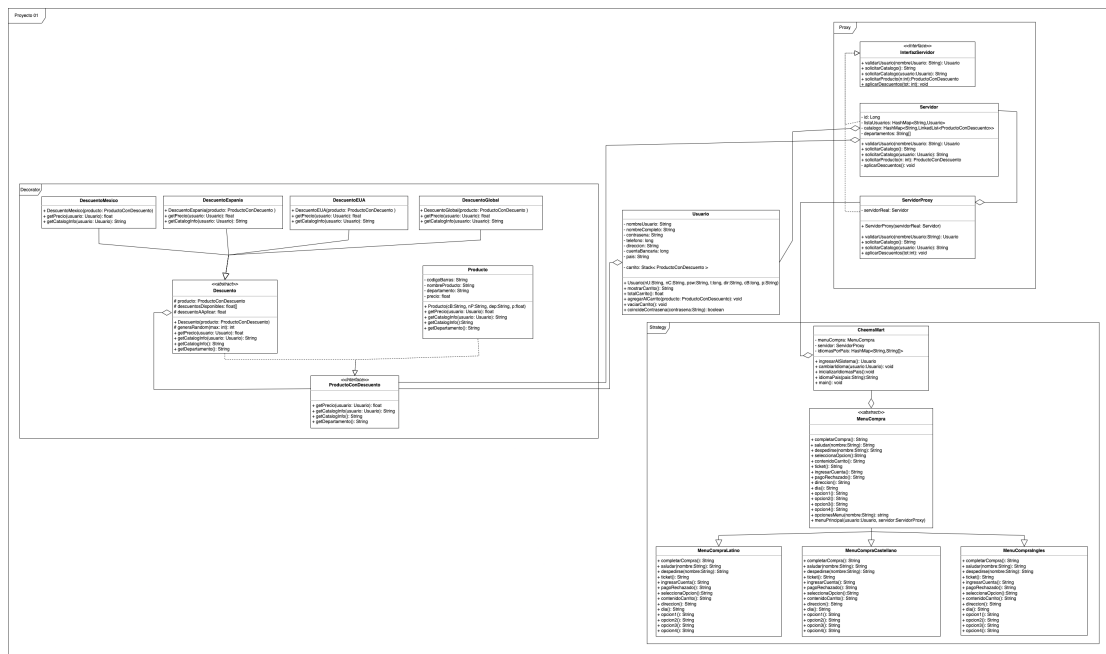 Proyecto 01
Proxy
<<interface>>
InterfazServidor
+ validarUsuario(nombreUsuario: String): Usuario
+ solicitarCatalogo(): String
+ solicitarCatalogo(usuario:Usuario): String
+ solicitarProducto(n:int):ProductoConDescuento
+ aplicarDescuentos(tot: int): void
Servidor
- id: Long
- listaUsuarios: HashMap<String,Usuario>
- catalogo: HashMap<String,LinkedList<ProductoConDescuento>>
- departamentos: String[]
+ validarUsuario(nombreUsuario: String): Usuario
+ solicitarCatalogo(): String
+ solicitarCatalogo(usuario: Usuario): String
+ solicitarProducto(n: int): ProductoConDescuento
- aplicarDescuentos(): void
ServidorProxy
- servidorReal: Servidor
+ ServidorProxy(servidorReal: Servidor)
+ validarUsuario(nombreUsuario:String): Usuario
+ solicitarCatalogo(): String
+ solicitarCatalogo(usuario: Usuario): String
+ aplicarDescuentos(tot:int): void
Decorator
DescuentoMexico
+ DescuentoMexico(producto: ProductoConDescuento)
+ getPrecio(usuario: Usuario): float
+ getCatalogInfo(usuario: Usuario): String
DescuentoEspania
+ DescuentoEspania(producto: ProductoConDecuento )
+ getPrecio(usuario: Usuario): float
+ getCatalogInfo(usuario: Usuario): String
DescuentoEUA
+ DescuentoEUA(producto: ProductoConDecuento )
+ getPrecio(usuario: Usuario): float
+ getCatalogInfo(usuario: Usuario): String
DescuentoGlobal
+ DescuentoGlobal(producto: ProductoConDecuento )
+ getPrecio(usuario: Usuario): float
+ getCatalogInfo(usuario: Usuario): String
<<abstract>>
Descuento
# producto: ProductoConDescuento
# descuentosDisponibles: float[]
# descuentoAAplicar: float
+ Descuento(producto: ProductoConDescuento)
# generaRandom(max: int): int
+ getPrecio(usuario: Usuario): float
+ getCatalogInfo(usuario: Usuario): String
+ getCatalogInfo(): String
+ getDepartamento(): String
Producto
- codigoBarras: String
- nombreProducto: String
- departamento: String
- precio: float
+ Producto(cB:String, nP:String, dep:String, p:float)
+ getPrecio(usuario: Usuario): float
+ getCatalogInfo(usuario: Usuario): String
+ getCatalogInfo():String
+ getDepartamento(): String
<<interface>>
ProductoConDescuento
+ getPrecio(usuario: Usuario): float
+ getCatalogInfo(usuario: Usuario): String
+ getCatalogInfo(): String
+ getDepartamento(): String
Usuario
- nombreUsuario: String
- nombreCompleto: String
- contrasena: String
- telefono: long
- direccion: String
- cuentaBancaria: long
- pais: String
- carrito: Stack< ProductoConDescuento >
+ Usuario(nU:String, nC:String, psw:String, t:long, dir:String, cB:long, p:String)
+ mostrarCarrito(): String
+ totalCarrito(): float
+ agregarAlCarrito(producto: ProductoConDescuento): void
+ vaciarCarrito(): void
+ coincideContrasena(contrasena:String): boolean
Strategy
CheemsMart
- menuCompra: MenuCompra
- servidor: ServidorProxy
- idiomasPorPais: HashMap<String,String[]>
+ ingresarAlSistema(): Usuario
+ cambiarIdioma(usuario:Usuario): void
+ inicializarIdiomasPais():void
+ idiomaPais(pais:String):String
+ main(): void
<<abstract>>
MenuCompra
+ completarCompra(): String
+ saludar(nombre:String): String
+ despedirse(nombre:String): String
+ seleccionaOpcion():String
+ contenidoCarrito(): String
+ ticket(): String
+ ingresarCuenta(): String
+ pagoRechazado(): String
+ direccion(): String
+ dia(): String
+ opcion1(): String
+ opcion2(): String
+ opcion3(): String
+ opcion4(): String
+ opcionesMenu(nombre:String): string
+ menuPrincipal(usuario:Usuario, servidor:ServidorProxy)
MenuCompraLatino
+ completarCompra(): String
+ saludar(nombre:String): String
+ despedirse(nombre:String): String
+ ticket(): String
+ ingresarCuenta(): String
+ pagoRechazado(): String
+ seleccionaOpcion():String
+ contenidoCarrito(): String
+ direccion(): String
+ dia(): String
+ opcion1(): String
+ opcion2(): String
+ opcion3(): String
+ opcion4(): String
MenuCompraCastellano
+ completarCompra(): String
+ saludar(nombre:String): String
+ despedirse(nombre:String): String
+ ticket(): String
+ ingresarCuenta(): String
+ pagoRechazado(): String
+ seleccionaOpcion():String
+ contenidoCarrito(): String
+ direccion(): String
+ dia(): String
+ opcion1(): String
+ opcion2(): String
+ opcion3(): String
+ opcion4(): String
MenuCompraIngles
+ completarCompra(): String
+ saludar(nombre:String): String
+ despedirse(nombre:String): String
+ ticket(): String
+ ingresarCuenta(): String
+ pagoRechazado(): String
+ seleccionaOpcion():String
+ contenidoCarrito(): String
+ direccion(): String
+ dia(): String
+ opcion1(): String
+ opcion2(): String
+ opcion3(): String
+ opcion4(): String